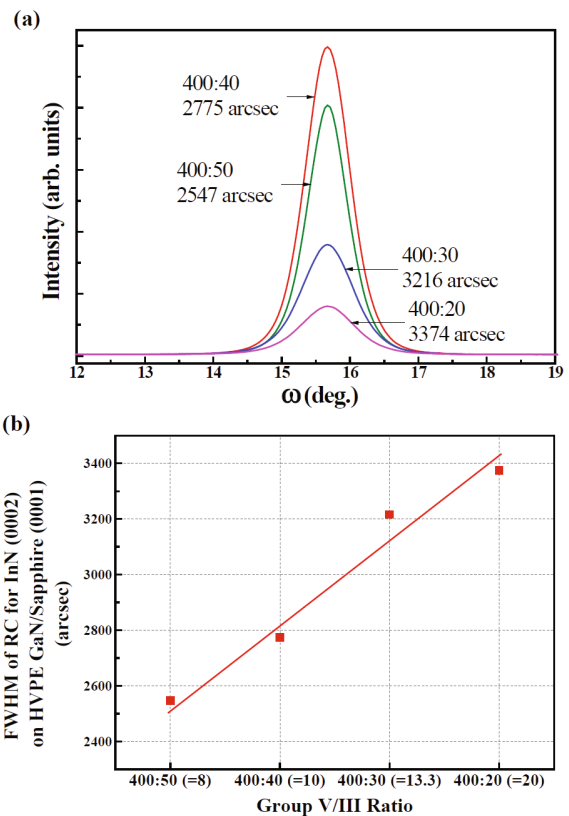 (a)
Intensity (arb. units)
400:40
2775 arcsec
400:50
2547 arcsec
400:30
3216 arcsec
400:20
3374 arcsec
12 13 14 15 16 17 18 19
ω (deg.)
(b)
FWHM of RC for InN (0002)
on HVPE GaN/Sapphire (0001)
(arcsec)
3400
3200
3000
2800
2600
2400
400:50 (=8) 400:40 (=10) 400:30 (=13.3) 400:20 (=20)
Group V/III Ratio